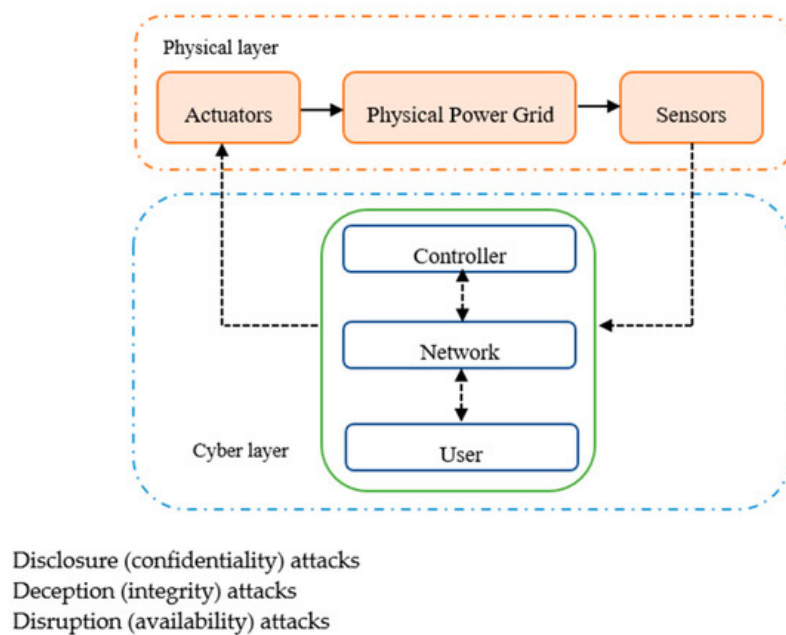 Physical layer
Actuators
Physical Power Grid
Sensors
Controller
Network
User
Cyber layer
Disclosure (confidentiality) attacks
Deception (integrity) attacks
Disruption (availability) attacks